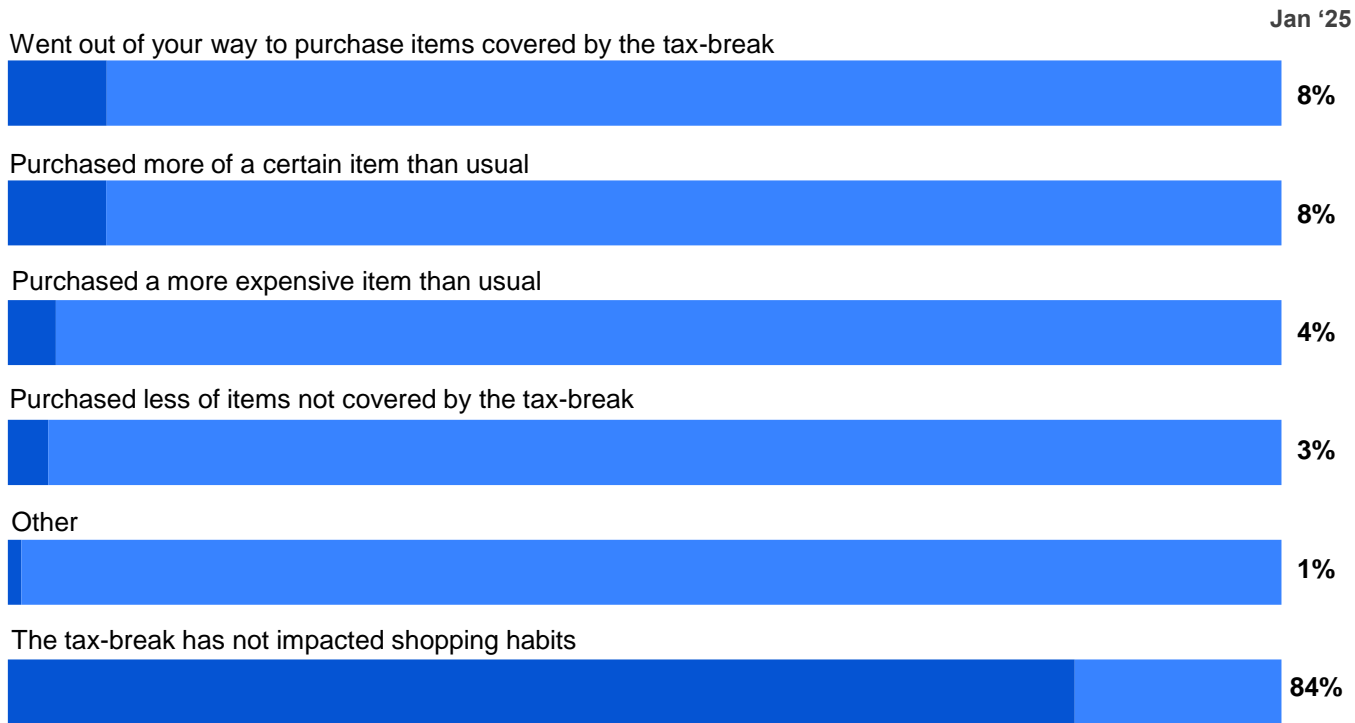 Jan ‘25
Went out of your way to purchase items covered by the tax-break
8%
Purchased more of a certain item than usual
8%
Purchased a more expensive item than usual
4%
Purchased less of items not covered by the tax-break
3%
Other
1%
The tax-break has not impacted shopping habits
84%